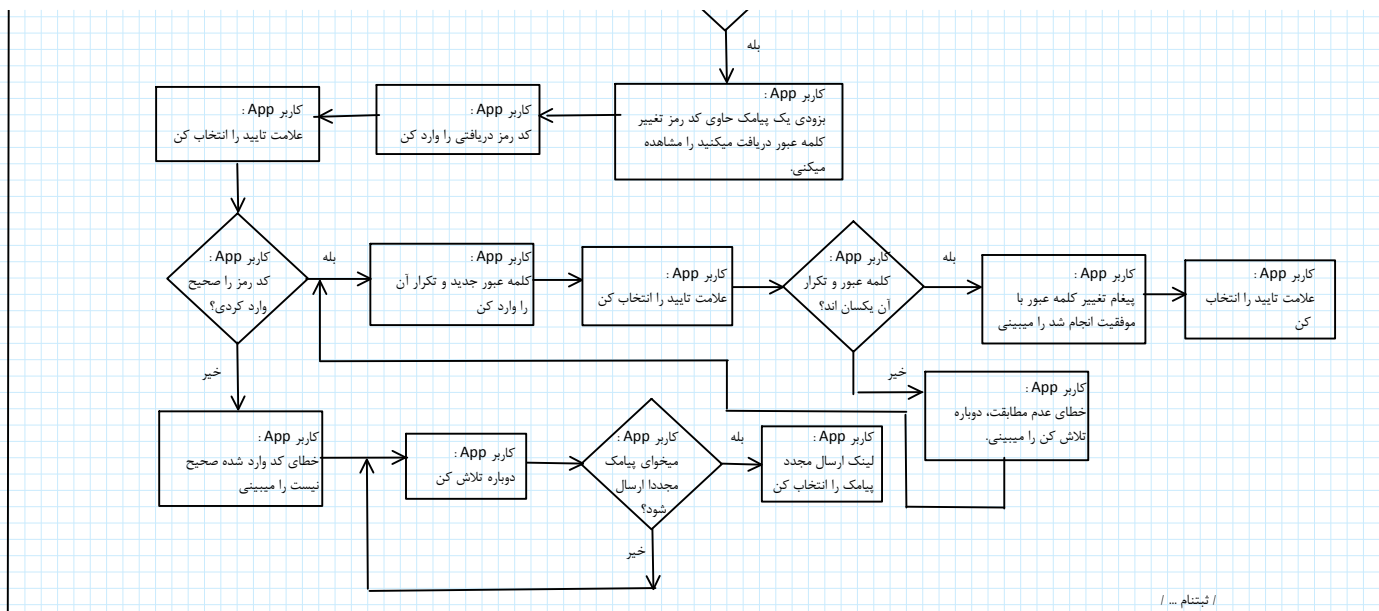 بله
کاربر App :
بزودی یک پیامک حاوی کد رمز تغییر
کلمه عبور دریافت میکنید را مشاهده
میکنی.
کاربر App :
کد رمز دریافتی را وارد کن
کاربر App :
علامت تایید را انتخاب کن
کاربر App :
کد رمز را صحیح
وارد کردی؟
بله
کاربر App :
کلمه عبور جدید و تکرار آن
را وارد کن
کاربر App :
علامت تایید را انتخاب کن
کاربر App :
کلمه عبور و تکرار
آن یکسان اند؟
بله
کاربر App :
پیغام تغییر کلمه عبور با
موفقیت انجام شد را میبینی
کاربر App :
علامت تایید را انتخاب
کن
خیر
کاربر App :
خطای عدم مطابقت، دوباره
تلاش کن را میبینی.
خیر
کاربر App :
خطای کد وارد شده صحیح
نیست را میبینی
کاربر App :
دوباره تلاش کن
کاربر App :
میخوای پیامک
مجددا ارسال
شود؟
بله
کاربر App :
لینک ارسال مجدد
پیامک را انتخاب کن
خیر
/ ثبتنام ... /